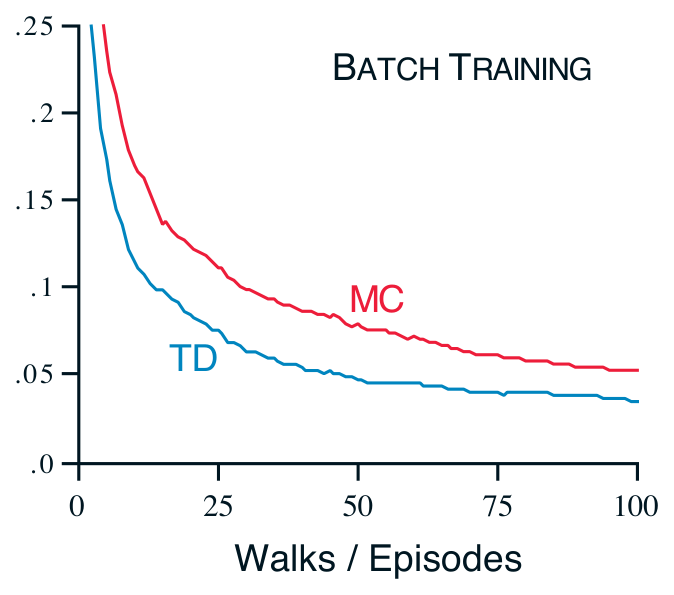 .25
BATCH TRAINING
.2
.15
.1
MC
TD
.05
.0
0 25 50 75 100
Walks / Episodes